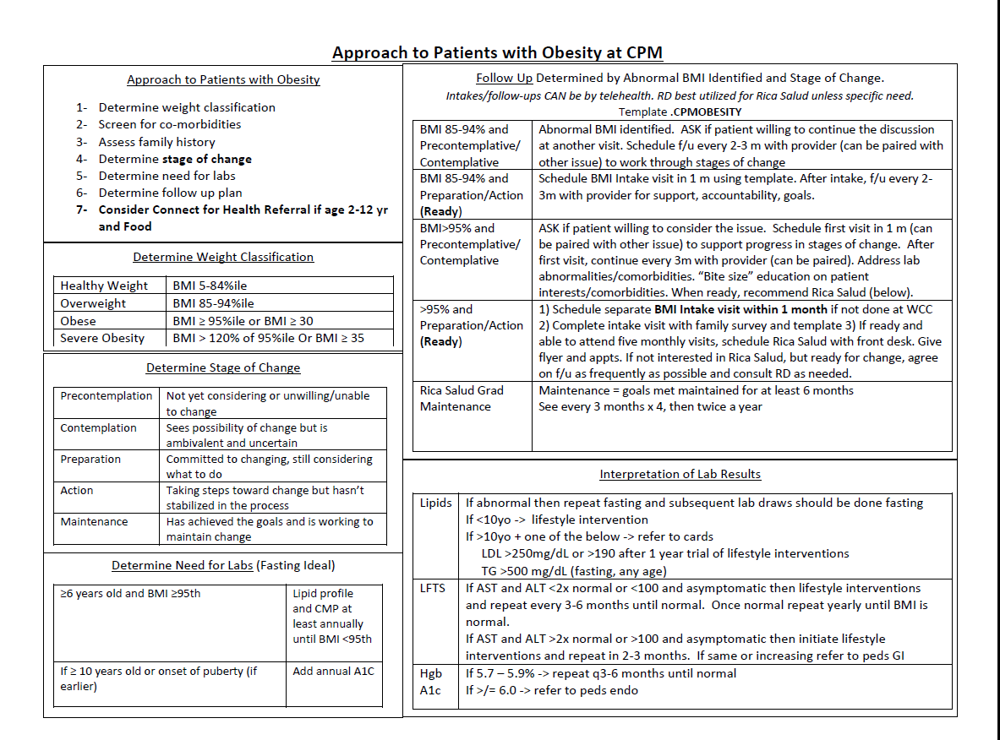 Approach to Patients with Obesity at CPM
Approach to Patients with Obesity
1- Determine weight classification
2- Screen for co-morbidities
3- Assess family history
4- Determine stage of change
5- Determine need for labs
6- Determine follow up plan
7- Consider Connect for Health Referral if age 2-12 yr
and Food
Determine Weight Classification
Healthy Weight BMI 5-84%ile
Overweight BMI 85-94%ile
Obese BMI ≥ 95%ile or BMI ≥ 30
Severe Obesity BMI > 120% of 95%ile Or BMI ≥ 35
Determine Stage of Change
Precontemplation Not yet considering or unwilling/unable
to change
Contemplation Sees possibility of change but is
ambivalent and uncertain
Preparation Committed to changing, still considering
what to do
Action Taking steps toward change but hasn’t
stabilized in the process
Maintenance Has achieved the goals and is working to
maintain change
Determine Need for Labs (Fasting Ideal)
≥6 years old and BMI ≥95th Lipid profile
and CMP at
least annually
until BMI <95th
If ≥ 10 years old or onset of puberty (if Add annual A1C
earlier)
Follow Up Determined by Abnormal BMI Identified and Stage of Change.
Intakes/follow-ups CAN be by telehealth. RD best utilized for Rica Salud unless specific need.
Template .CPMOBESITY
BMI 85-94% and Abnormal BMI identified. ASK if patient willing to continue the discussion
Precontemplative/ at another visit. Schedule f/u every 2-3 m with provider (can be paired with
Contemplative other issue) to work through stages of change
BMI 85-94% and Schedule BMI Intake visit in 1 m using template. After intake, f/u every 2-
Preparation/Action 3m with provider for support, accountability, goals.
(Ready)
BMI>95% and ASK if patient willing to consider the issue. Schedule first visit in 1 m (can
Precontemplative/ be paired with other issue) to support progress in stages of change. After
Contemplative first visit, continue every 3m with provider (can be paired). Address lab
abnormalities/comorbidities. “Bite size” education on patient
interests/comorbidities. When ready, recommend Rica Salud (below).
>95% and 1) Schedule separate BMI Intake visit within 1 month if not done at WCC
Preparation/Action 2) Complete intake visit with family survey and template 3) If ready and
(Ready) able to attend five monthly visits, schedule Rica Salud with front desk. Give
flyer and appts. If not interested in Rica Salud, but ready for change, agree
on f/u as frequently as possible and consult RD as needed.
Rica Salud Grad Maintenance = goals met maintained for at least 6 months
Maintenance See every 3 months x 4, then twice a year
Interpretation of Lab Results
Lipids If abnormal then repeat fasting and subsequent lab draws should be done fasting
If <10yo -> lifestyle intervention
If >10yo + one of the below -> refer to cards
LDL >250mg/dL or >190 after 1 year trial of lifestyle interventions
TG >500 mg/dL (fasting, any age)
LFTS If AST and ALT <2x normal or <100 and asymptomatic then lifestyle interventions
and repeat every 3-6 months until normal. Once normal repeat yearly until BMI is
normal.
If AST and ALT >2x normal or >100 and asymptomatic then initiate lifestyle
interventions and repeat in 2-3 months. If same or increasing refer to peds GI
Hgb If 5.7 – 5.9% -> repeat q3-6 months until normal
A1c If >/= 6.0 -> refer to peds endo